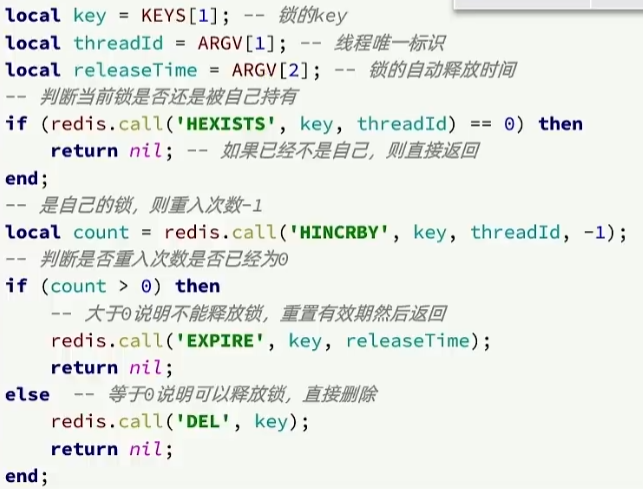 local key = KEYS[1]; -- 锁的key
local threadId = ARGV[1]; -- 线程唯一标识
local releaseTime = ARGV[2]; -- 锁的自动释放时间
-- 判断当前锁是否还是被自己持有
if (redis.call('HEXISTS', key, threadId) == 0) then
    return nil; -- 如果已经不是自己，则直接返回
end;
-- 是自己的锁，则重入次数-1
local count = redis.call('HINCRBY', key, threadId, -1);
-- 判断是否重入次数是否已经为0
if (count > 0) then
    -- 大于0说明不能释放锁，重置有效期然后返回
    redis.call('EXPIRE', key, releaseTime);
    return nil;
else  -- 等于0说明可以释放锁，直接删除
    redis.call('DEL', key);
    return nil;
end;